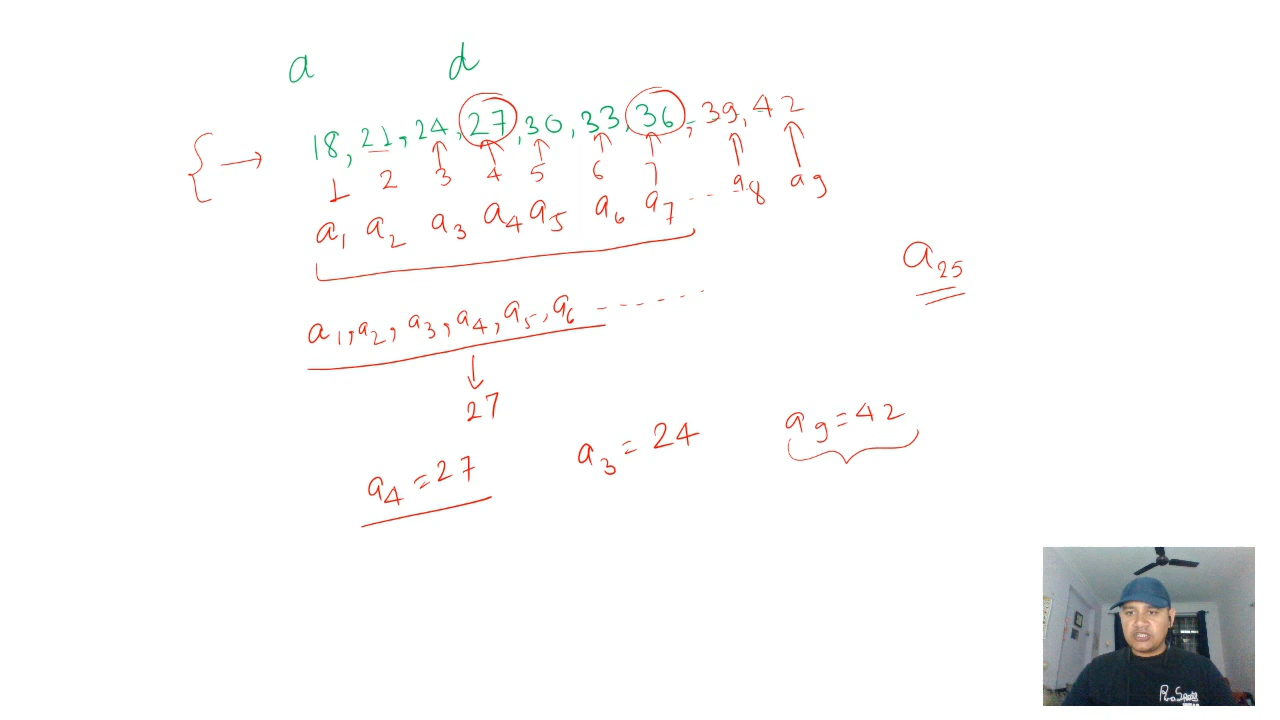 a d
18, 21, 24, 27, 30, 33, 36, 39, 42
1 2 3 4 5 6 7
a1 a2 a3 a4 a5 a6 a7 ... a8 a9
a25
a1, a2, a3, a4, a5, a6 .......
27
a4 = 27
a3 = 24
a9 = 42